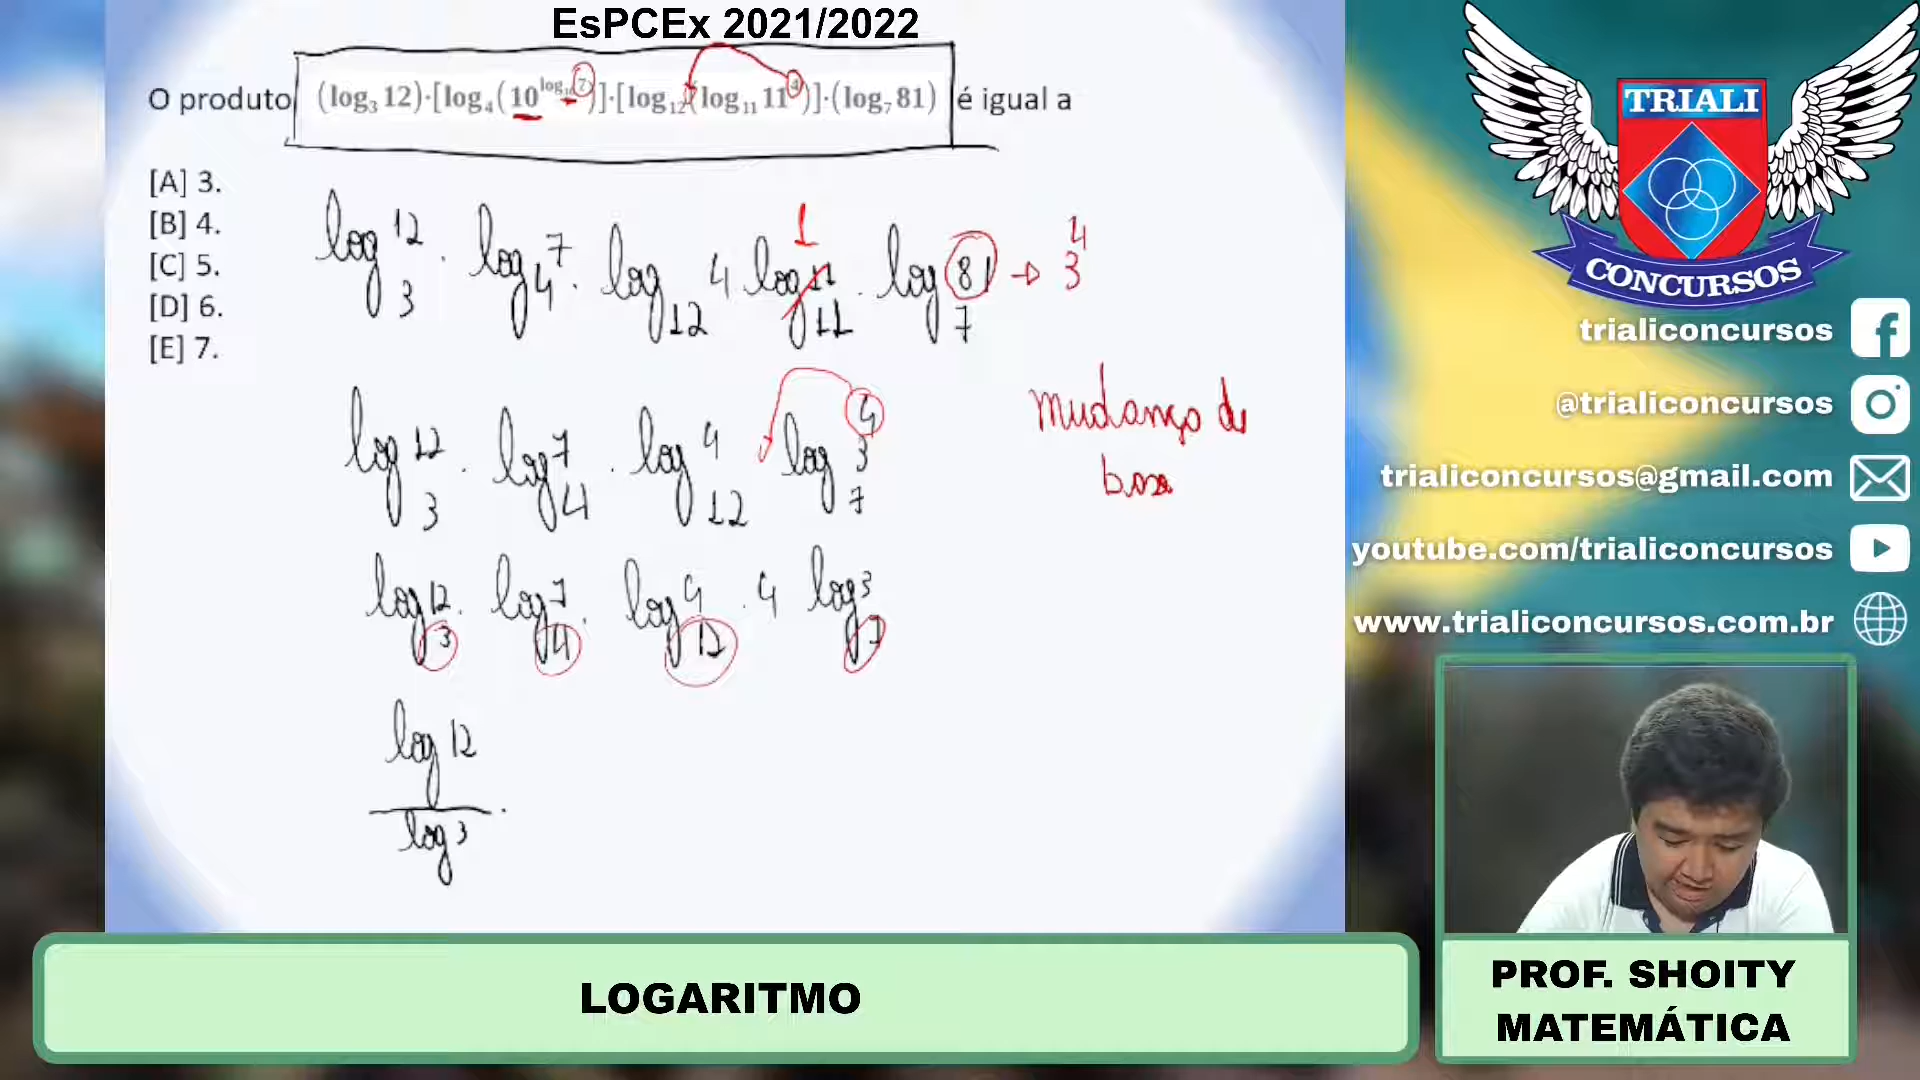 EsPCEx 2021/2022
O produto (log₃ 12)·[log₄(10^log₁₀ 7)]·[log₁₂(log₁₁ 11⁴)]·(log₇ 81) é igual a
[A] 3.
[B] 4.
[C] 5.
[D] 6.
[E] 7.
1
log₃ 12 . log₄ 7 . log₁₂ 4 log₁₁ 11 . log₇ 81 → 3⁴
mudança de
base
log₃ 12 . log₄ 7 . log₁₂ 4 log₇ 3⁴
log₃ 12 . log₄ 7 . log₁₂ 4 . 4 log₇ 3
log 12
log 3 .
TRIALI
CONCURSOS
trialiconcursos
@trialiconcursos
trialiconcursos@gmail.com
youtube.com/trialiconcursos
www.trialiconcursos.com.br
LOGARITMO
PROF. SHOITY
MATEMÁTICA